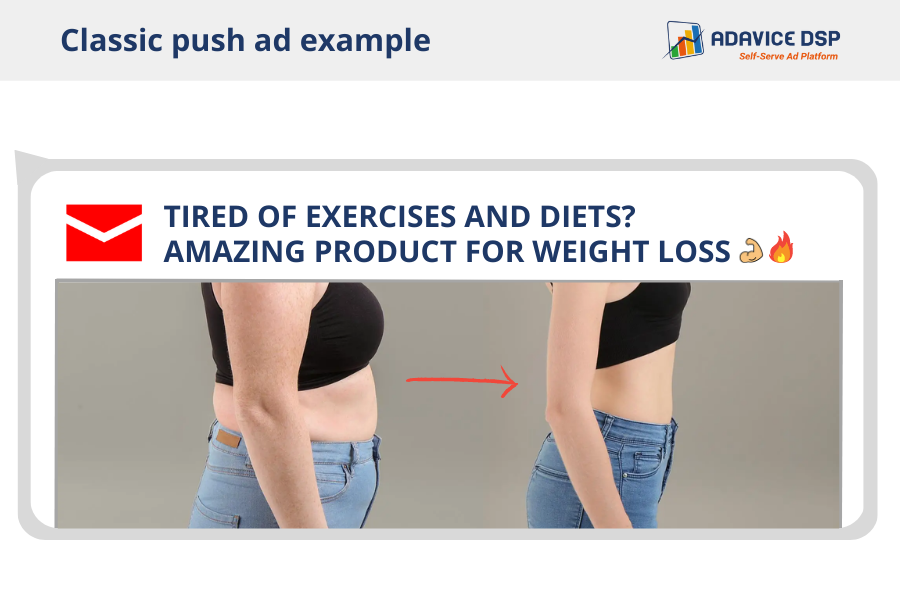 Classic push ad example
ADAVICE DSP
Self-Serve Ad Platform
TIRED OF EXERCISES AND DIETS?
AMAZING PRODUCT FOR WEIGHT LOSS 💪🔥